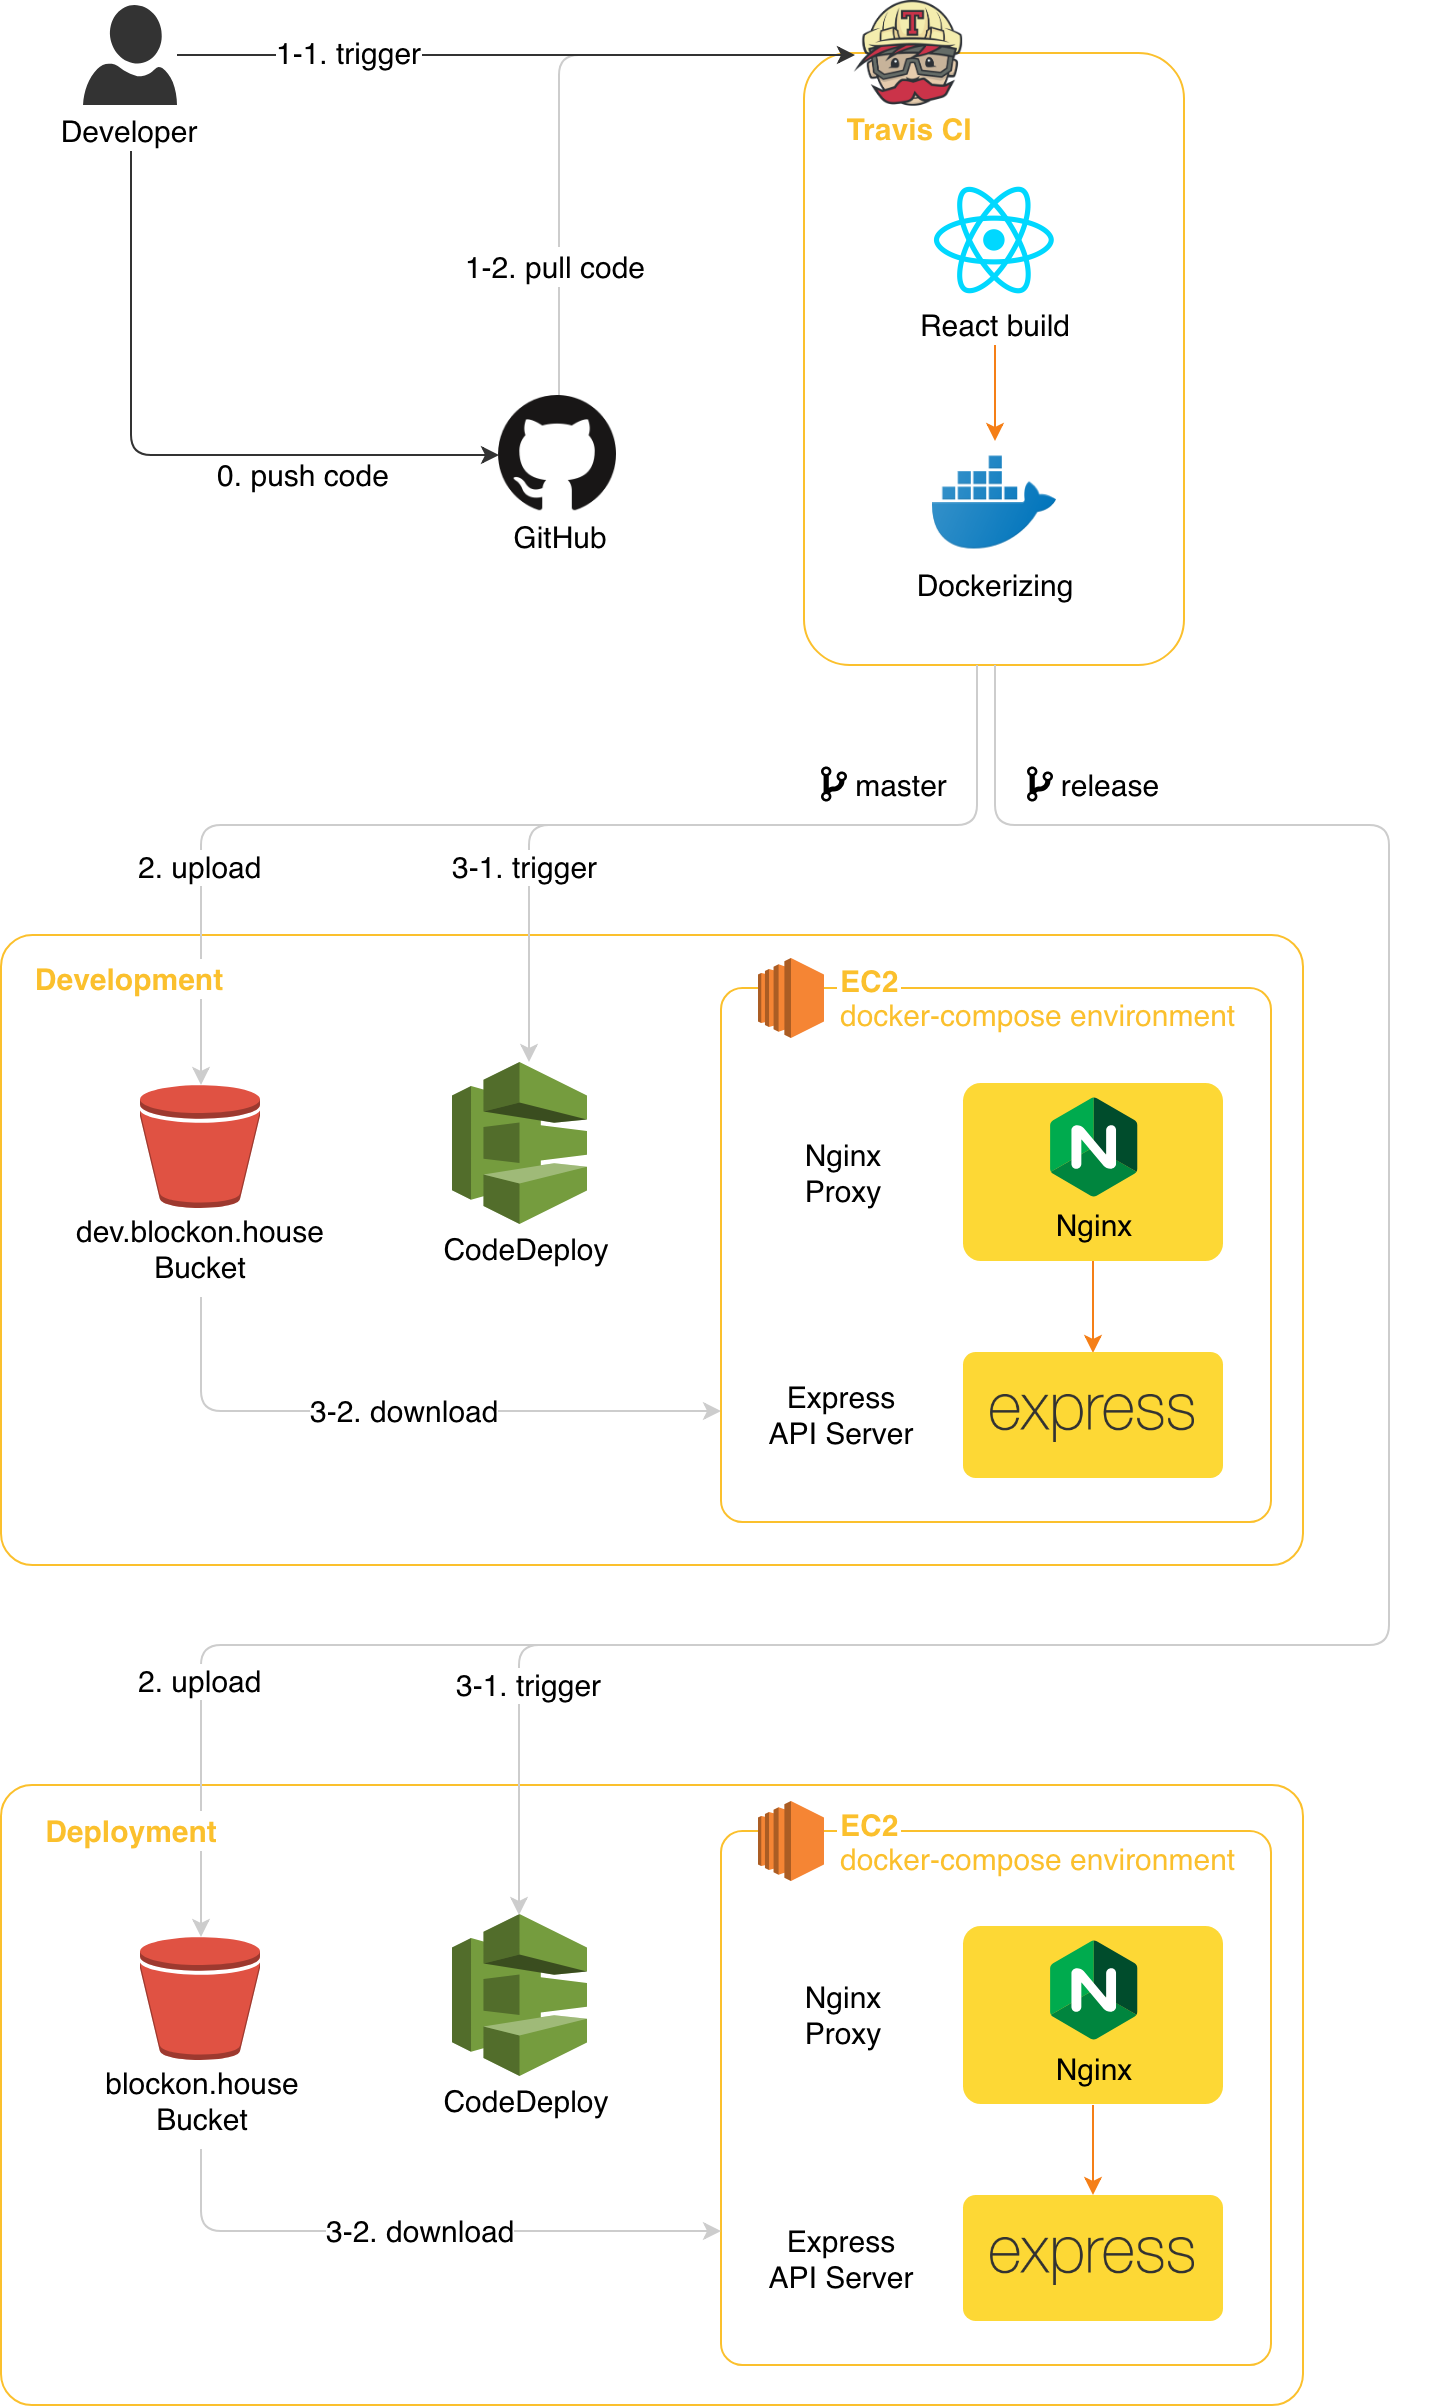 1-1. trigger
T
Developer
Travis CI
1-2. pull code
React build
0. push code
GitHub
Dockerizing
master
release
2. upload
3-1. trigger
Development
EC2
docker-compose environment
Nginx
Proxy
N
Nginx
dev.blockon.house
Bucket
CodeDeploy
3-2. download
Express
API Server
express
2. upload
3-1. trigger
Deployment
EC2
docker-compose environment
Nginx
Proxy
N
Nginx
blockon.house
Bucket
CodeDeploy
3-2. download
Express
API Server
express